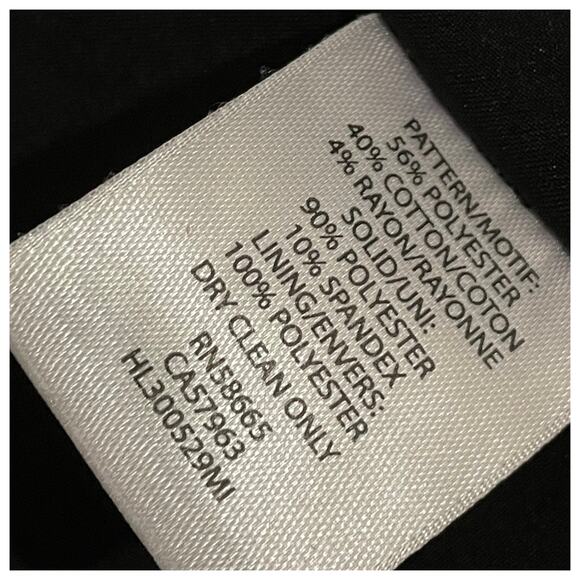 PATTERN/MOTIF:
56% POLYESTER
40% COTTON/COTON
4% RAYON/RAYONNE
SOLID/UNI:
90% POLYESTER
10% SPANDEX
LINING/ENVERS:
100% POLYESTER
DRY CLEAN ONLY
RN58665
CA57963
HL300529MI